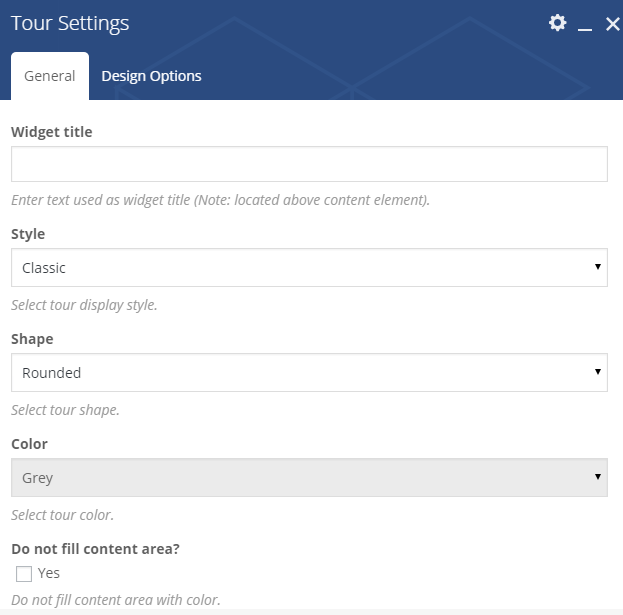 Tour Settings
General
Design Options
Widget title
Enter text used as widget title (Note: located above content element).
Style
Classic
Select tour display style.
Shape
Rounded
Select tour shape.
Color
Grey
Select tour color.
Do not fill content area?
Yes
Do not fill content area with color.